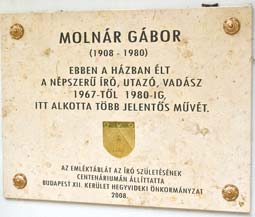 MOLNÁR GÁBOR
(1908 - 1980)
EBBEN A HÁZBAN ÉLT
A NÉPSZERŰ ÍRÓ, UTAZÓ, VADÁSZ
1967-TŐL 1980-IG,
ITT ALKOTTA TÖBB JELENTŐS MŰVÉT.
AZ EMLÉKTÁBLÁT AZ ÍRÓ SZÜLETÉSÉNEK
CENTENÁRIUMÁN ÁLLÍTTATTA
BUDAPEST XII. KERÜLET HEGYVIDÉKI ÖNKORMÁNYZAT
2008.